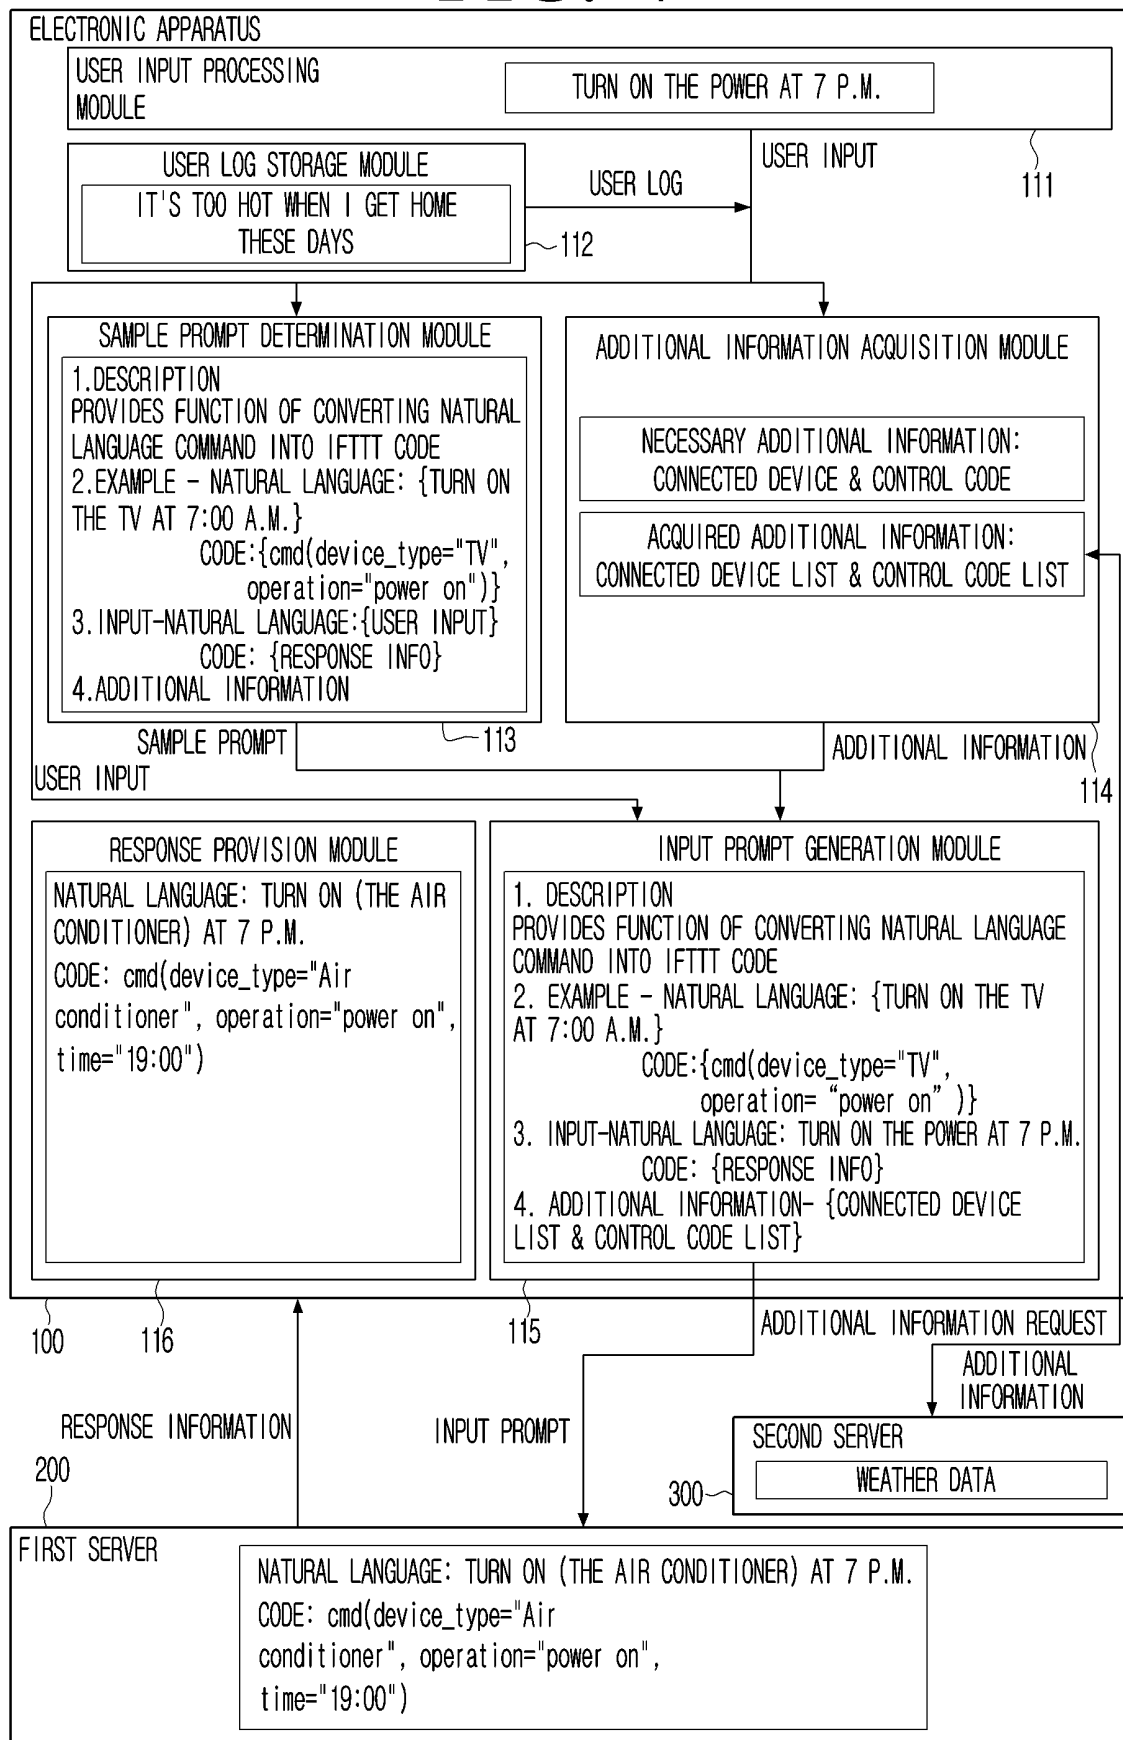 ELECTRONIC APPARATUS
USER INPUT PROCESSING
MODULE
TURN ON THE POWER AT 7 P.M.
111
USER INPUT
USER LOG STORAGE MODULE
IT'S TOO HOT WHEN I GET HOME
THESE DAYS
112
USER LOG
SAMPLE PROMPT DETERMINATION MODULE
1.DESCRIPTION
PROVIDES FUNCTION OF CONVERTING NATURAL
LANGUAGE COMMAND INTO IFTTT CODE
2.EXAMPLE - NATURAL LANGUAGE: {TURN ON
THE TV AT 7:00 A.M.}
CODE:{cmd(device_type="TV",
operation="power on")}
3.INPUT-NATURAL LANGUAGE:{USER INPUT}
CODE: {RESPONSE INFO}
4.ADDITIONAL INFORMATION
113
SAMPLE PROMPT
ADDITIONAL INFORMATION ACQUISITION MODULE
NECESSARY ADDITIONAL INFORMATION:
CONNECTED DEVICE & CONTROL CODE
ACQUIRED ADDITIONAL INFORMATION:
CONNECTED DEVICE LIST & CONTROL CODE LIST
ADDITIONAL INFORMATION
114
USER INPUT
RESPONSE PROVISION MODULE
NATURAL LANGUAGE: TURN ON (THE AIR
CONDITIONER) AT 7 P.M.
CODE: cmd(device_type="Air
conditioner", operation="power on",
time="19:00")
INPUT PROMPT GENERATION MODULE
1. DESCRIPTION
PROVIDES FUNCTION OF CONVERTING NATURAL LANGUAGE
COMMAND INTO IFTTT CODE
2. EXAMPLE - NATURAL LANGUAGE: {TURN ON THE TV
AT 7:00 A.M.}
CODE:{cmd(device_type="TV",
operation= “power on” )}
3. INPUT-NATURAL LANGUAGE: TURN ON THE POWER AT 7 P.M.
CODE: {RESPONSE INFO}
4. ADDITIONAL INFORMATION- {CONNECTED DEVICE
LIST & CONTROL CODE LIST}
100
116
115
ADDITIONAL INFORMATION REQUEST
ADDITIONAL
INFORMATION
RESPONSE INFORMATION
INPUT PROMPT
SECOND SERVER
WEATHER DATA
300
200
FIRST SERVER
NATURAL LANGUAGE: TURN ON (THE AIR CONDITIONER) AT 7 P.M.
CODE: cmd(device_type="Air
conditioner", operation="power on",
time="19:00")